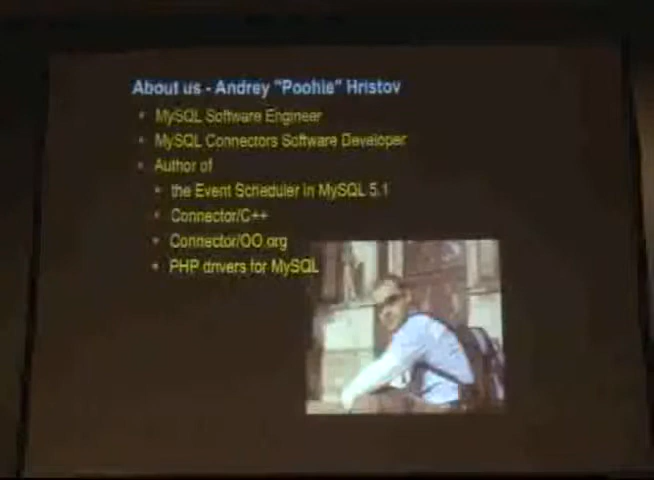 About us - Andrey "Poohie" Hristov
MySQL Software Engineer
MySQL Connectors Software Developer
Author of
the Event Scheduler in MySQL 5.1
Connector/C++
Connector/OO.org
PHP drivers for MySQL